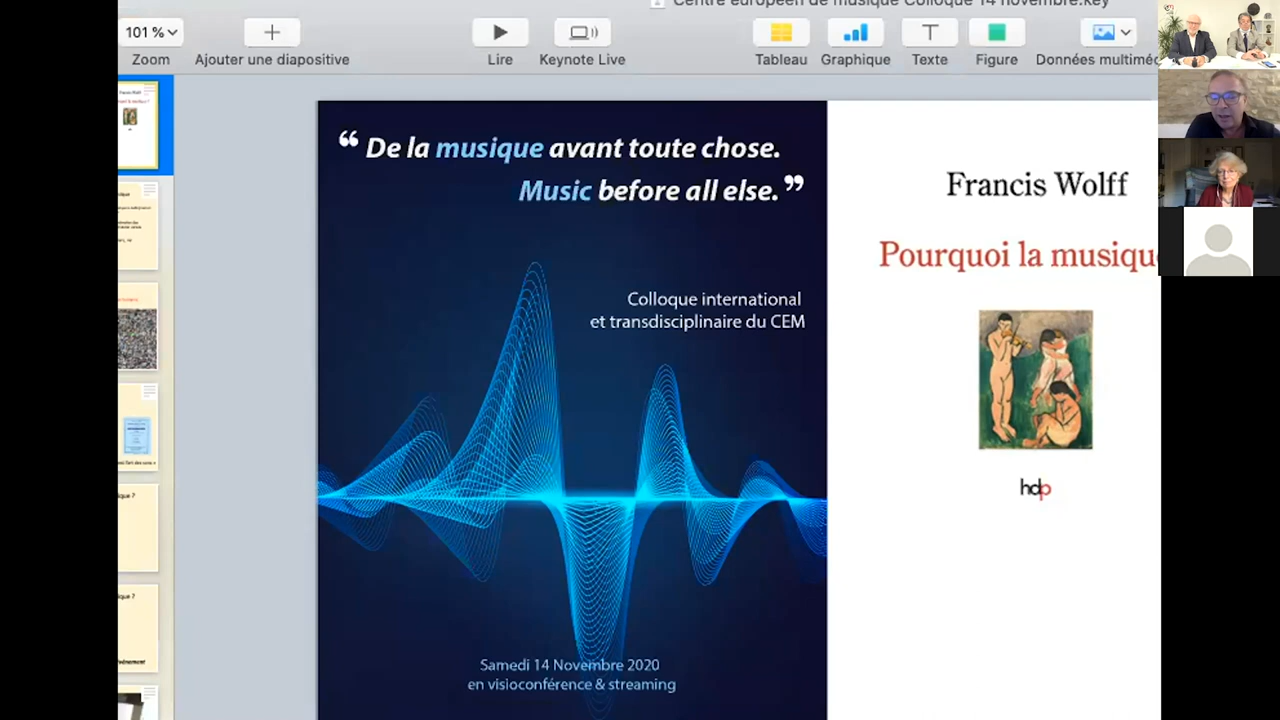 Centre européen de musique Colloque 14 novembre.key
101 %
Zoom
Ajouter une diapositive
Lire
Keynote Live
Tableau
Graphique
Texte
Figure
Données multiméd
“ De la musique avant toute chose.
Music before all else. ”
Colloque international
et transdisciplinaire du CEM
Samedi 14 Novembre 2020
en visioconférence & streaming
Francis Wolff
Pourquoi la musiqu
hdp